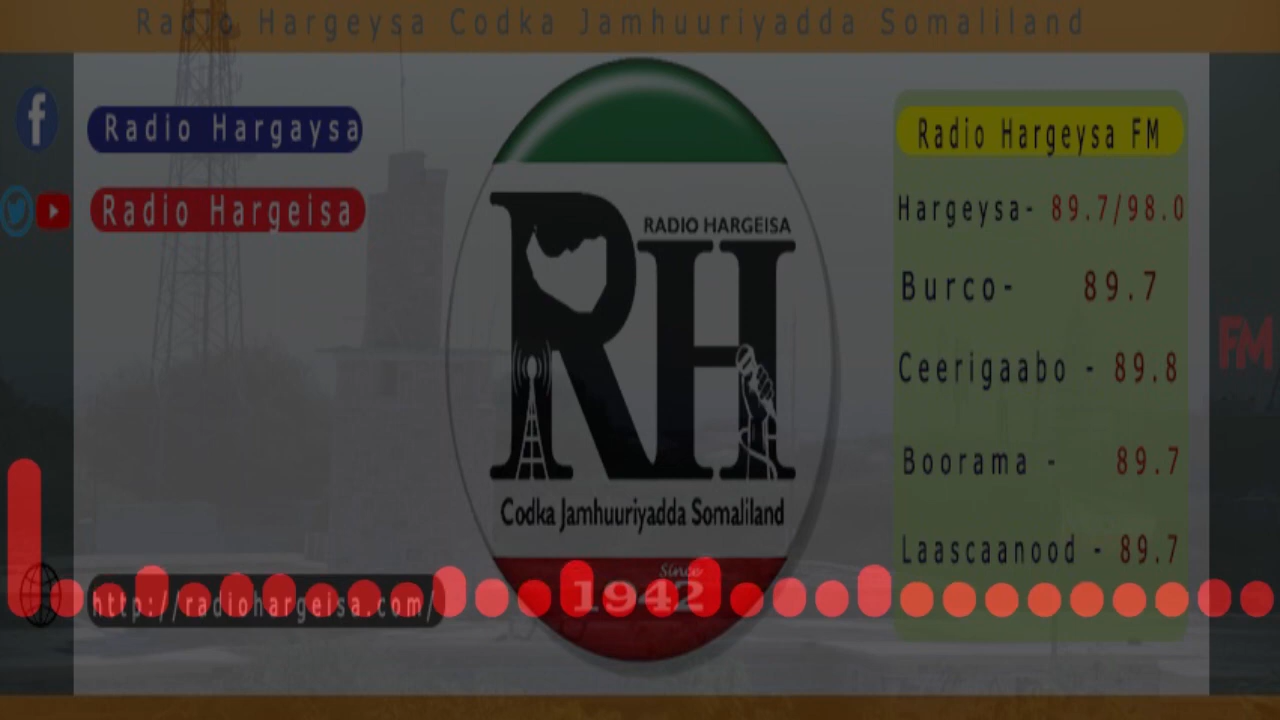 Radio Hargeysa Codka Jamhuuriyadda Somaliland
Radio Hargaysa
Radio Hargeisa
http://radiohargeisa.com/
RH
RADIO HARGEISA
Codka Jamhuuriyadda Somaliland
Since
1942
Radio Hargeysa FM
Hargeysa- 89.7/98.0
Burco- 89.7
Ceerigaabo - 89.8
Boorama - 89.7
Laascaanood - 89.7
FM